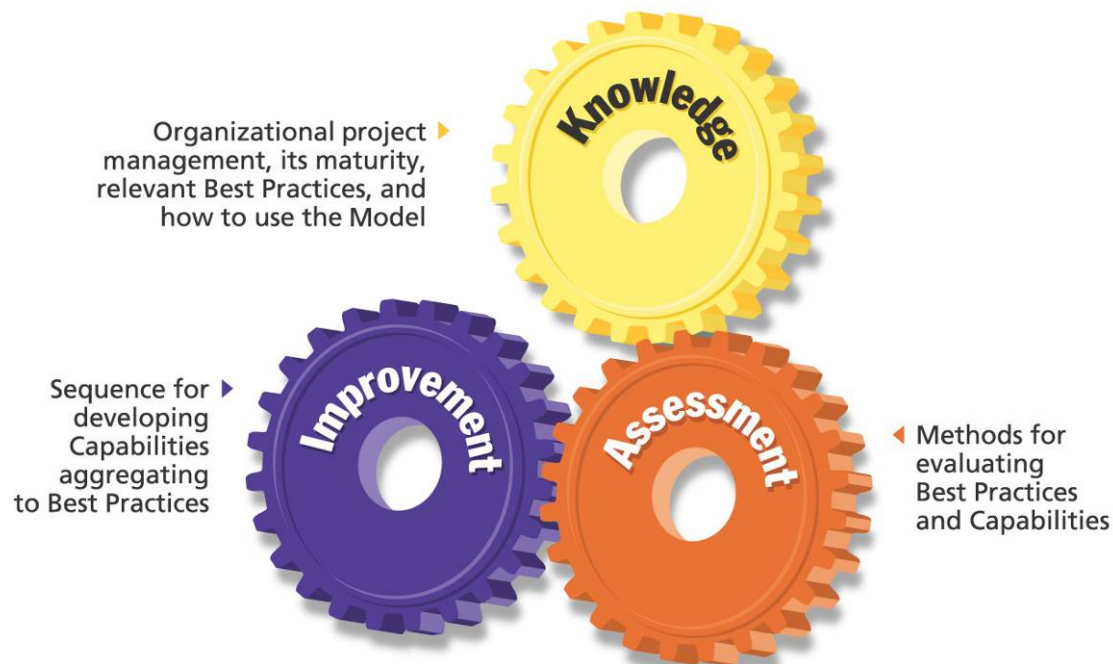 Knowledge
Organizational project
management, its maturity,
relevant Best Practices, and
how to use the Model
Improvement
Sequence for
developing
Capabilities
aggregating
to Best Practices
Assessment
Methods for
evaluating
Best Practices
and Capabilities